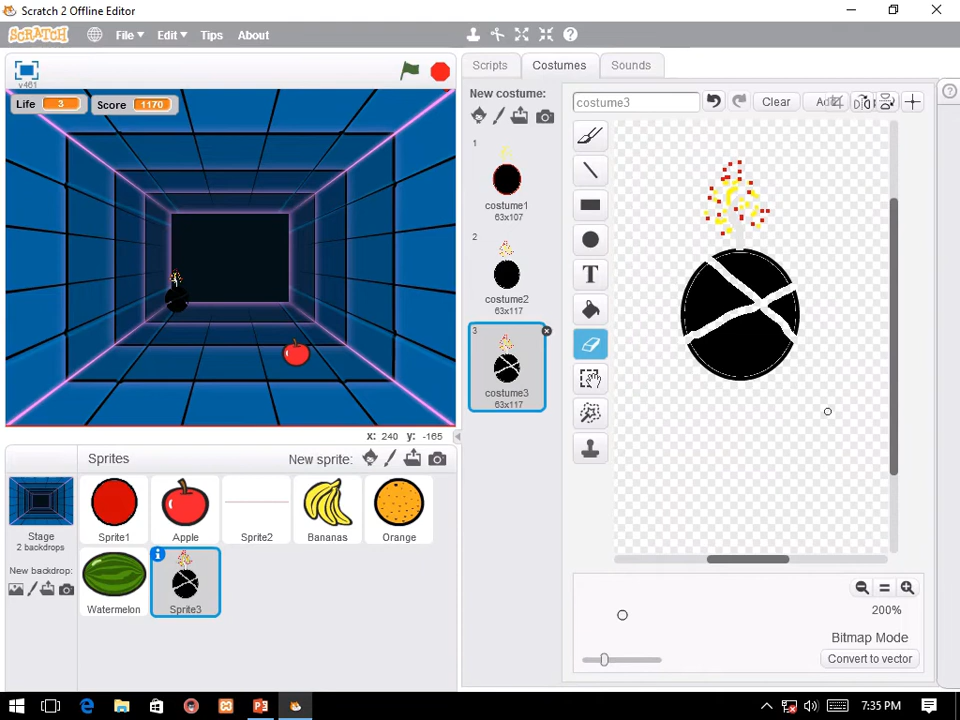 Scratch 2 Offline Editor
SCRATCH File Edit Tips About
v461
Life 3 Score 1170
x: 240 y: -165
Sprites New sprite:
Stage
2 backdrops
New backdrop:
Sprite1 Apple Sprite2 Bananas Orange
Watermelon Sprite3
Scripts Costumes Sounds
New costume:
1
costume1
63x107
2
costume2
63x117
3
costume3
63x117
costume3 Clear
T
200%
Bitmap Mode
Convert to vector
7:35 PM